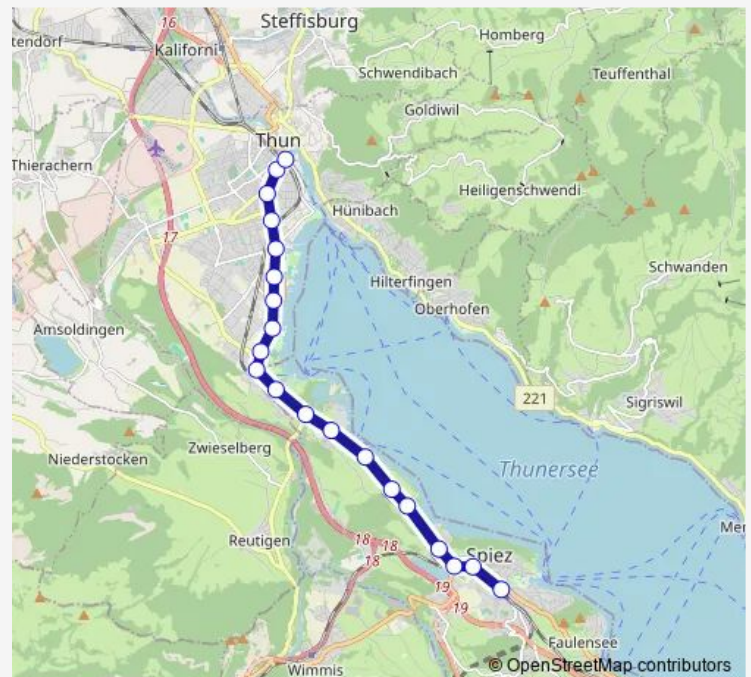 16
Steffisburg
Homberg
tendorf
Kaliforni
Schwendibach
Teuffenthal
Goldiwil
Thun
Thierachern
Heiligenschwendi
Hünibach
17
Schwanden
Hilterfingen
Oberhofen
Amsoldingen
221
Sigriswil
Zwieselberg
Niederstocken
Thunersee
Mer
Reutigen
18
18
18
Spiez
19
19
Faulensee
Wimmis
© OpenStreetMap contributors